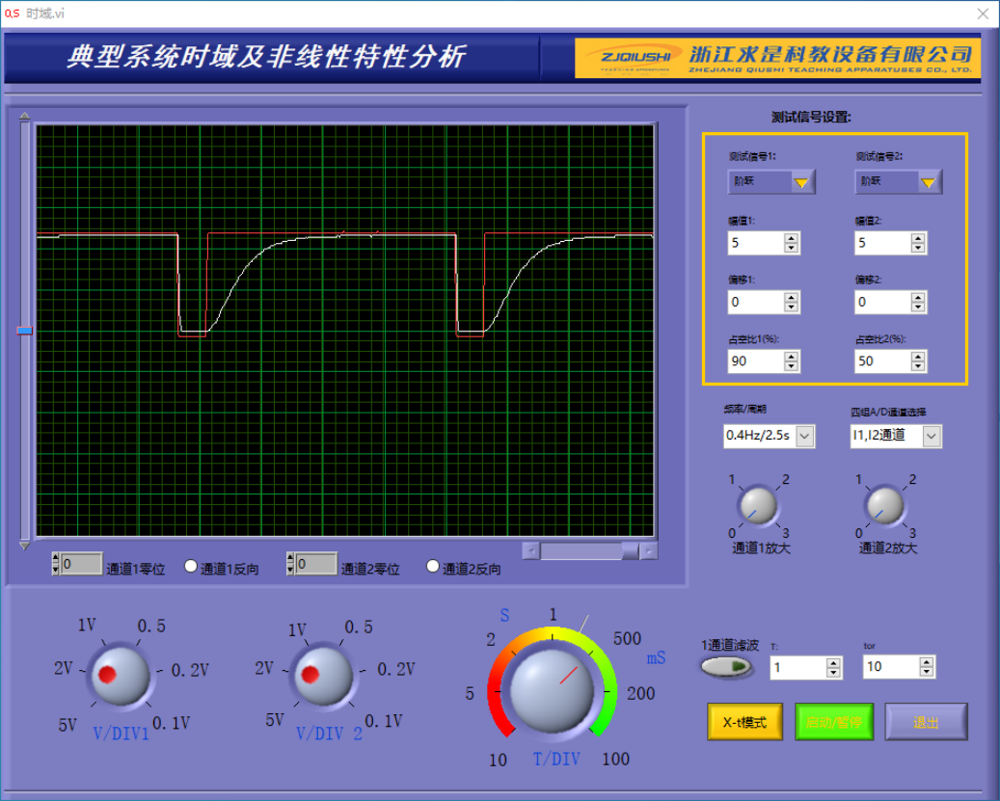 时域.vi
典型系统时域及非线性特性分析
ZJQIUSHI
浙江求是科教设备有限公司
ZHEJIANG QIUSHI TEACHING APPARATUSES CO., LTD.
测试信号设置:
测试信号1: 测试信号2:
阶跃 阶跃
幅值1: 幅值2:
5 5
偏移1: 偏移2:
0 0
占空比1(%): 占空比2(%):
90 50
频率/周期 四组A/D通道选择
0.4Hz/2.5s I1,I2通道
1 2 1 2
0 3 0 3
通道1放大 通道2放大
0 通道1零位 通道1反向 0 通道2零位 通道2反向
1V 0.5 1V 0.5
2V 0.2V 2V 0.2V
5V 0.1V 5V 0.1V
V/DIV1 V/DIV 2
S 1
2 500
mS
5 200
10 T/DIV 100
1通道滤波 T: tor
1 10
X-t模式 启动/暂停 退出